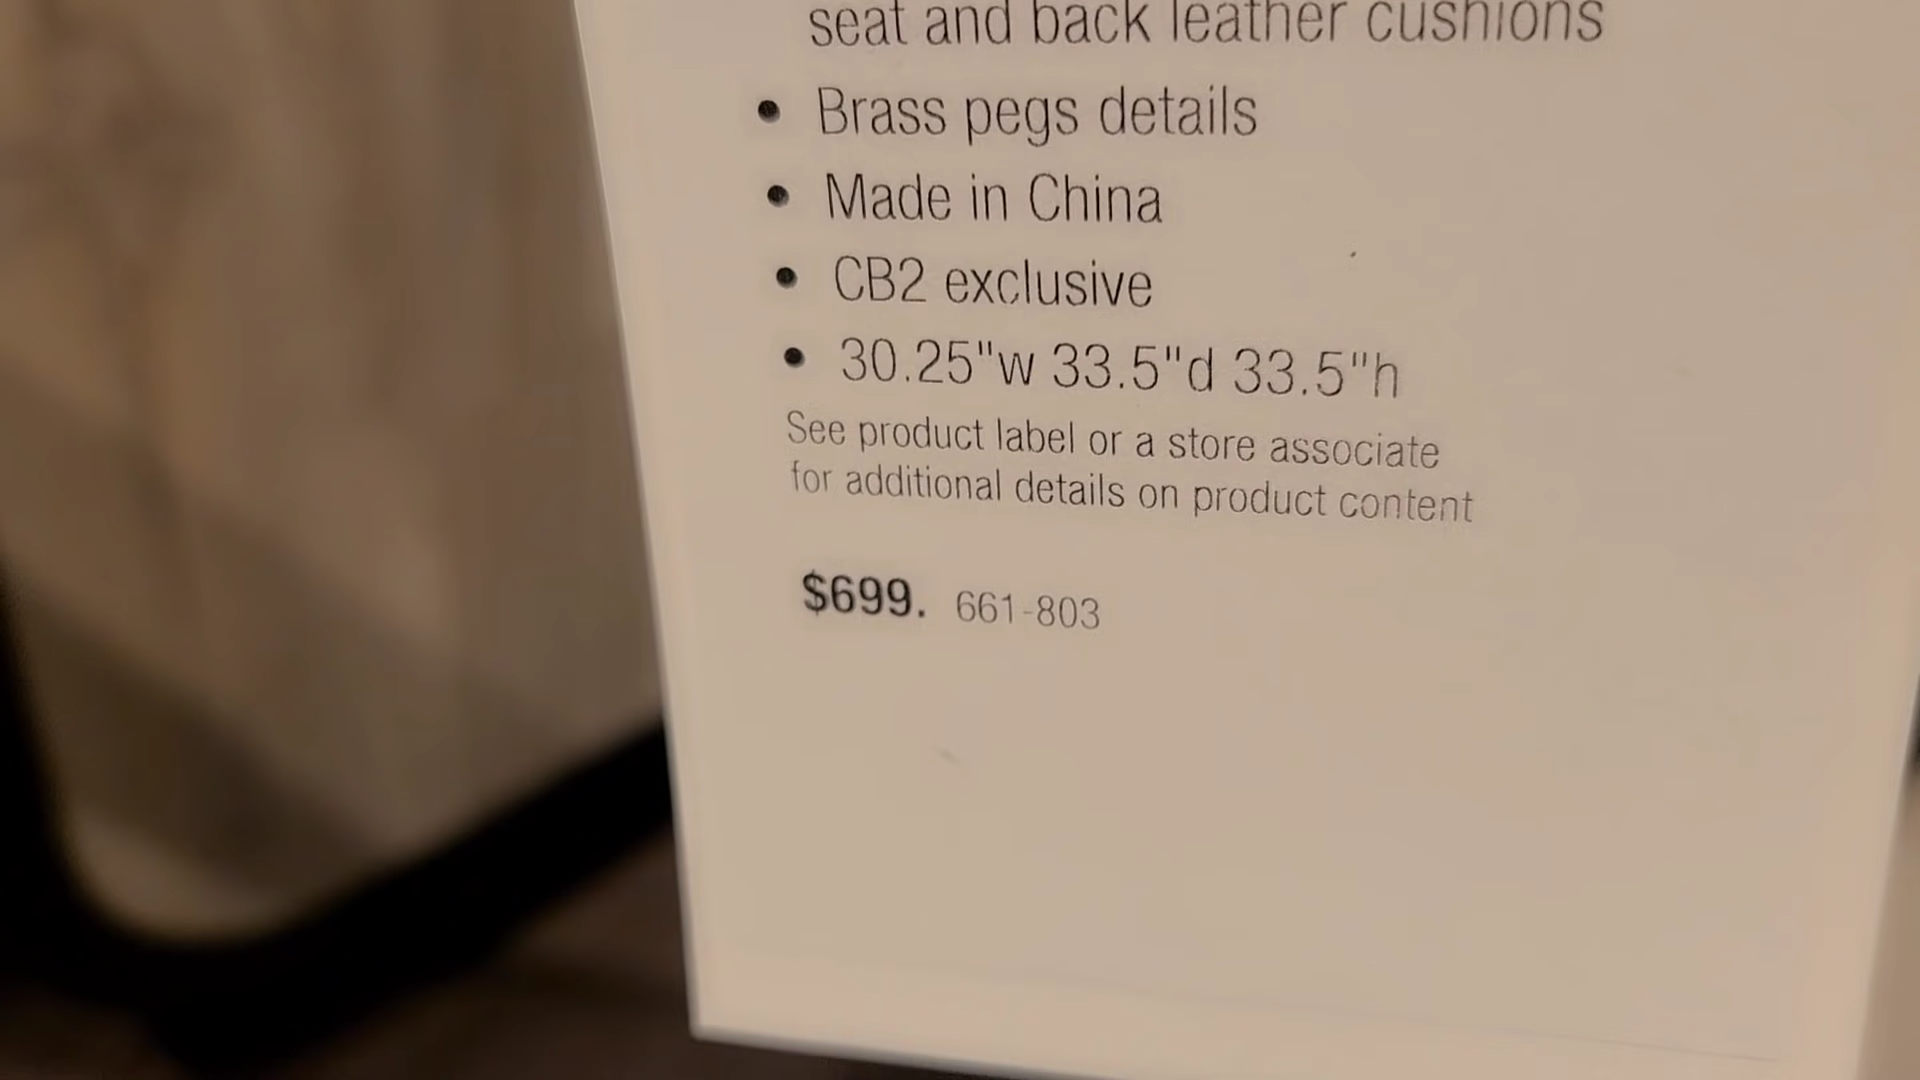 seat and back leather cushions
• Brass pegs details
• Made in China
• CB2 exclusive
• 30.25"w 33.5"d 33.5"h
See product label or a store associate
for additional details on product content
$699. 661-803